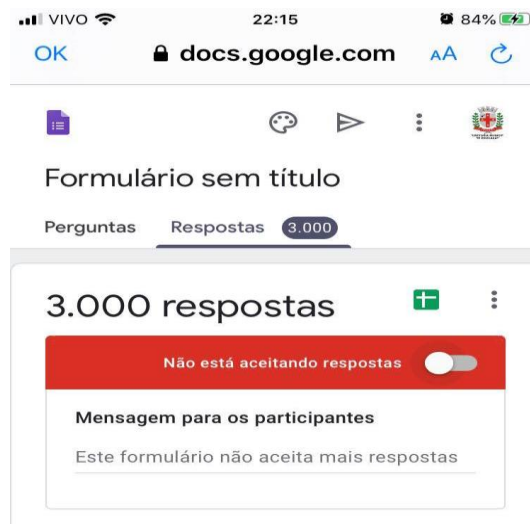 VIVO 22:15 84%
OK docs.google.com AA
Formulário sem título
Perguntas Respostas 3.000
3.000 respostas
Não está aceitando respostas
Mensagem para os participantes
Este formulário não aceita mais respostas